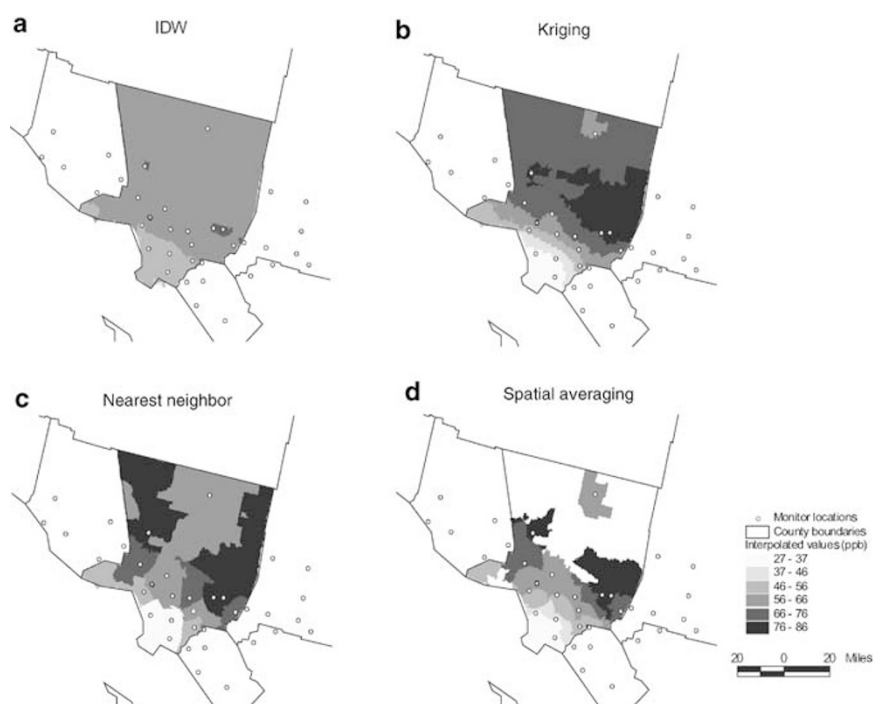 a
IDW
b
Kriging
c
Nearest neighbor
d
Spatial averaging
Monitor locations
County boundaries
Interpolated values (ppb)
27 - 37
37 - 46
46 - 56
56 - 66
66 - 76
76 - 86
20 0 20 Miles